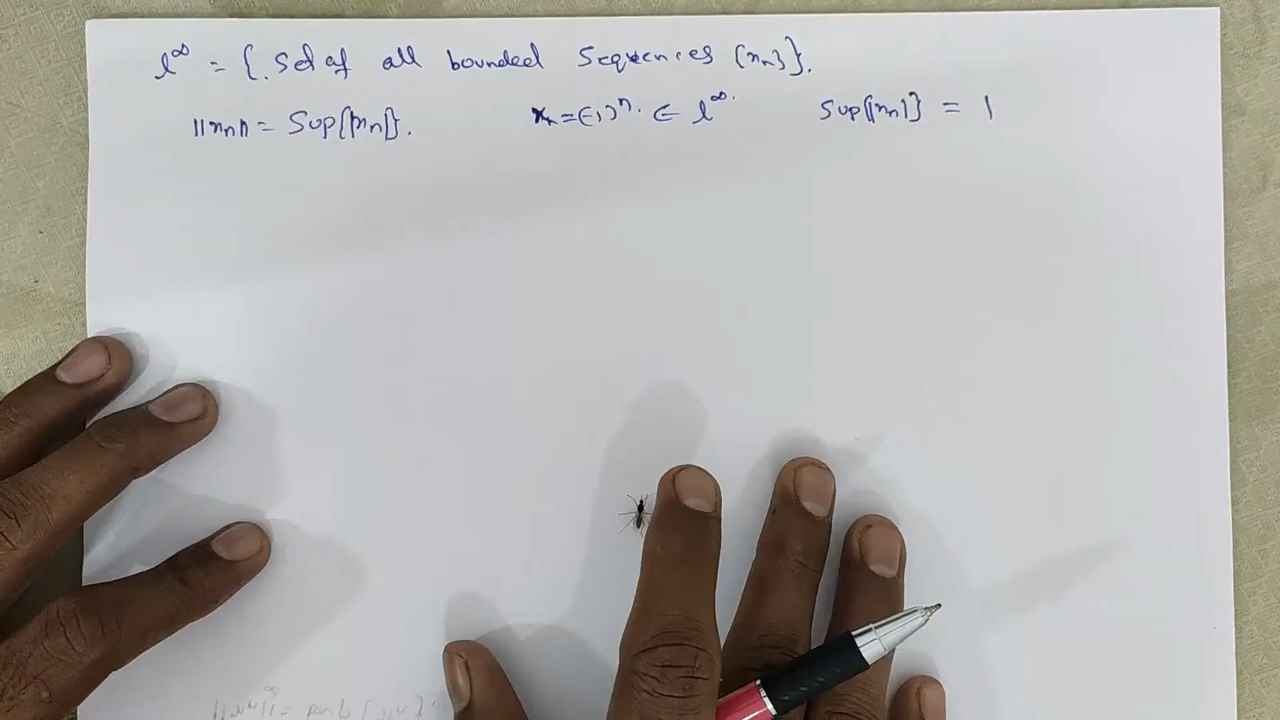 l^∞ = {. Set of all bounded Sequences {xn}}.
||xn|| = Sup{|xn|}. xn = (-1)^n. ∈ l^∞. Sup{|xn|} = 1